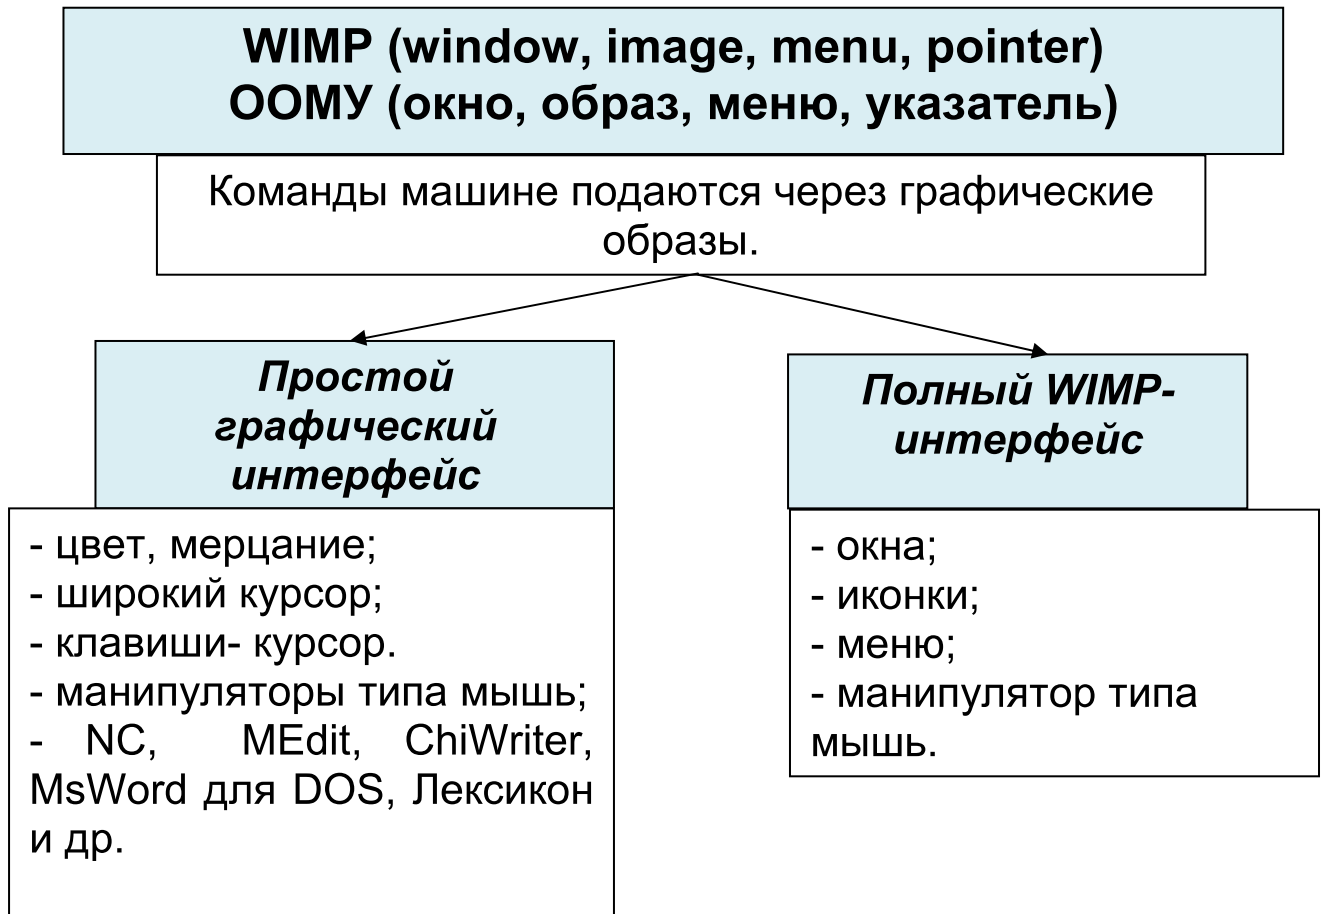 WIMP (window, image, menu, pointer)
ООМУ (окно, образ, меню, указатель)
Команды машине подаются через графические
образы.
Простой
графический
интерфейс
- цвет, мерцание;
- широкий курсор;
- клавиши- курсор.
- манипуляторы типа мышь;
- NC, MEdit, ChiWriter,
MsWord для DOS, Лексикон
и др.
Полный WIMP-
интерфейс
- окна;
- иконки;
- меню;
- манипулятор типа
мышь.